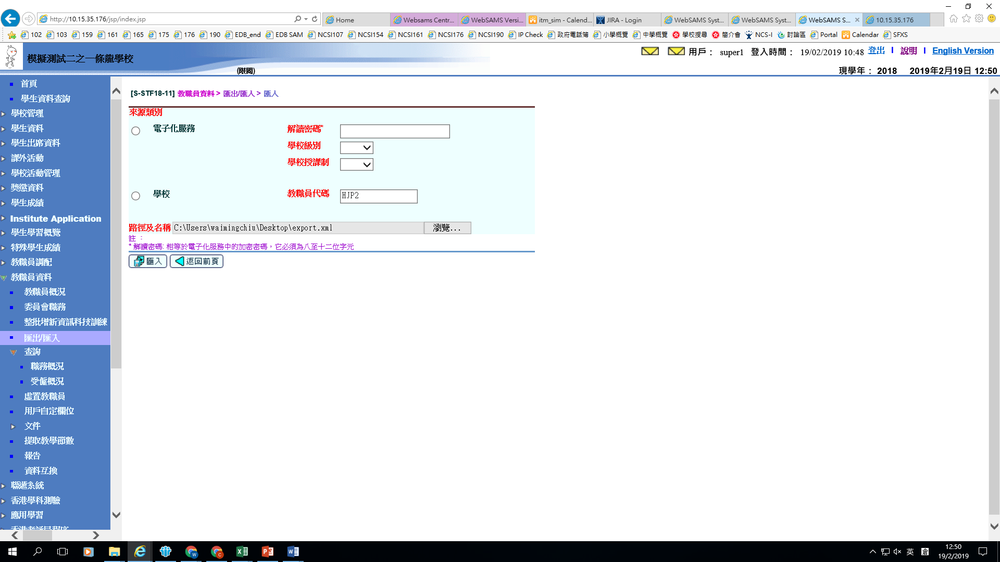 http://10.15.35.176/jsp/index.jsp
Home
Websams Centr...
WebSAMS Versi...
itm_sim - Calend...
JIRA - Login
WebSAMS Syst...
WebSAMS Syst...
WebSAMS S...
10.15.35.176
102 103 159 161 165 175 176 190 EDB_end EDB SAM NCSI107 NCSI154 NCSI161 NCSI176 NCSI190 IP Check 政府電話簿 小學概覽 中學概覽 學校搜尋 簡介會 NCS-I 討論區 Portal Calendar SFXS
模擬測試二之一條龍學校
(限閱)
用戶： super1 登入時間： 19/02/2019 10:48 登出 | 說明 | English Version
現學年： 2018 2019年2月19日 12:50
首頁
學生資料查詢
學校管理
學生資料
學生出席資料
課外活動
學校活動管理
獎懲資料
學生成績
Institute Application
學生學習概覽
特殊學生成績
教職員調配
教職員資料
教職員概況
委員會職務
整批增新資訊科技訓練
匯出/匯入
查詢
職務概況
受僱概況
虛置教職員
用戶自定欄位
文件
提取教學節數
報告
資料互換
聯遞系統
香港學科測驗
應用學習
香港考評局程序
[S-STF18-11] 教職員資料 > 匯出/匯入 > 匯入
來源類別
電子化服務 解讀密碼*
學校級別
學校授課制
學校 教職員代碼 HJP2
路徑及名稱 C:\Users\waimingchiu\Desktop\export.xml 瀏覽...
註 ：
* 解讀密碼: 相等於電子化服務中的加密密碼，它必須為八至十二位字元
匯入 返回前頁
英 倉
12:50
19/2/2019